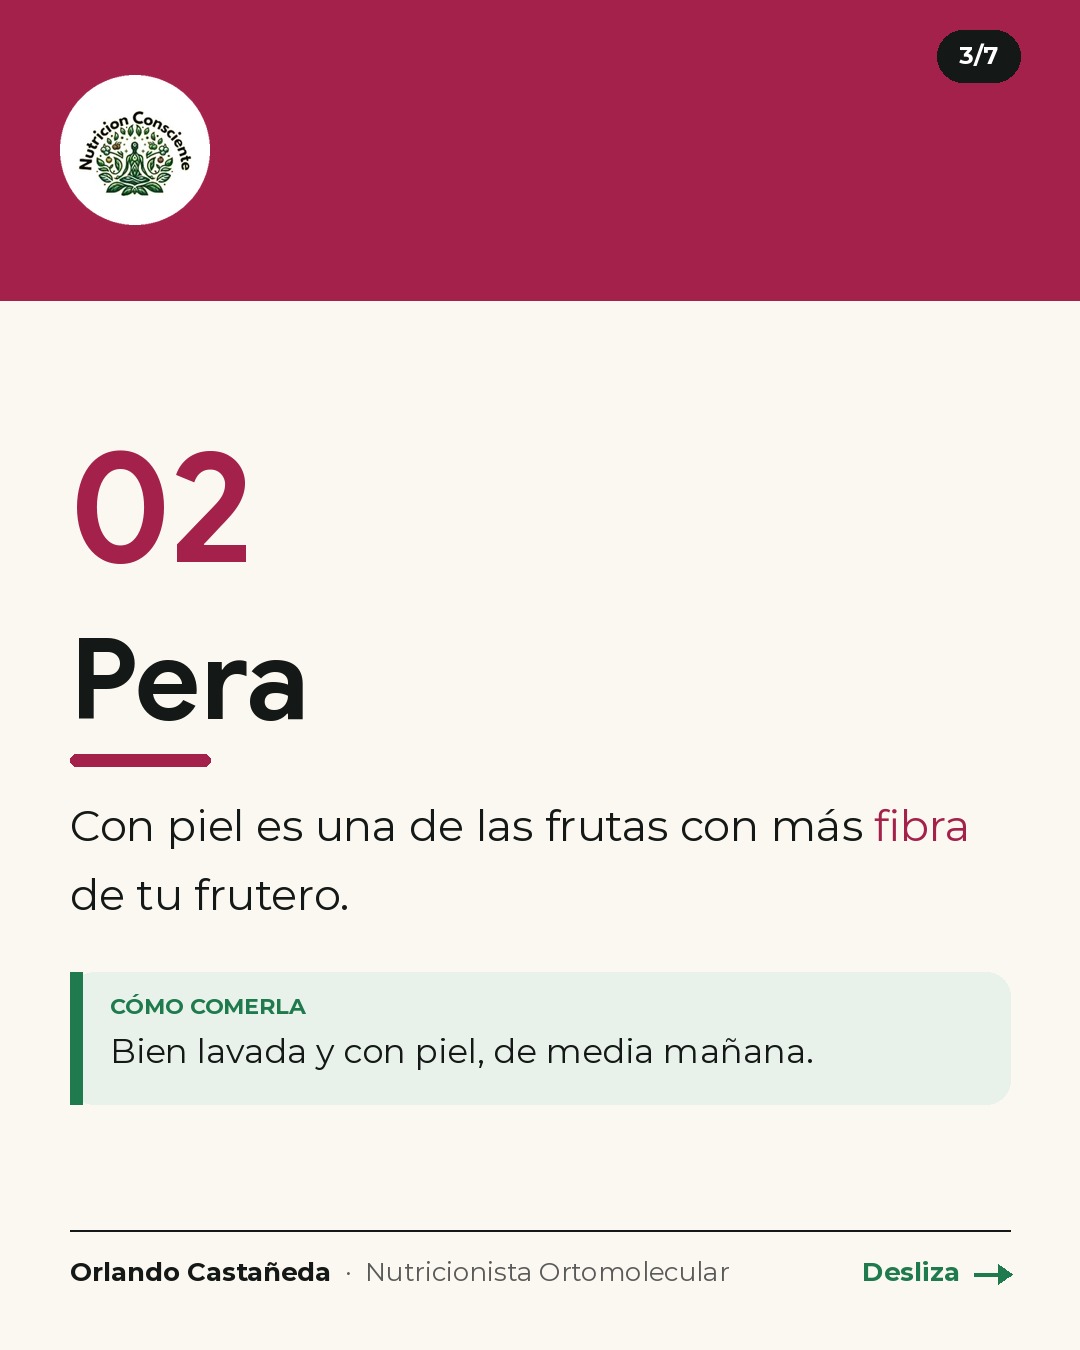 3/7
Nutricion Consciente
02
Pera
Con piel es una de las frutas con más fibra
de tu frutero.
CÓMO COMERLA
Bien lavada y con piel, de media mañana.
Orlando Castañeda · Nutricionista Ortomolecular
Desliza →